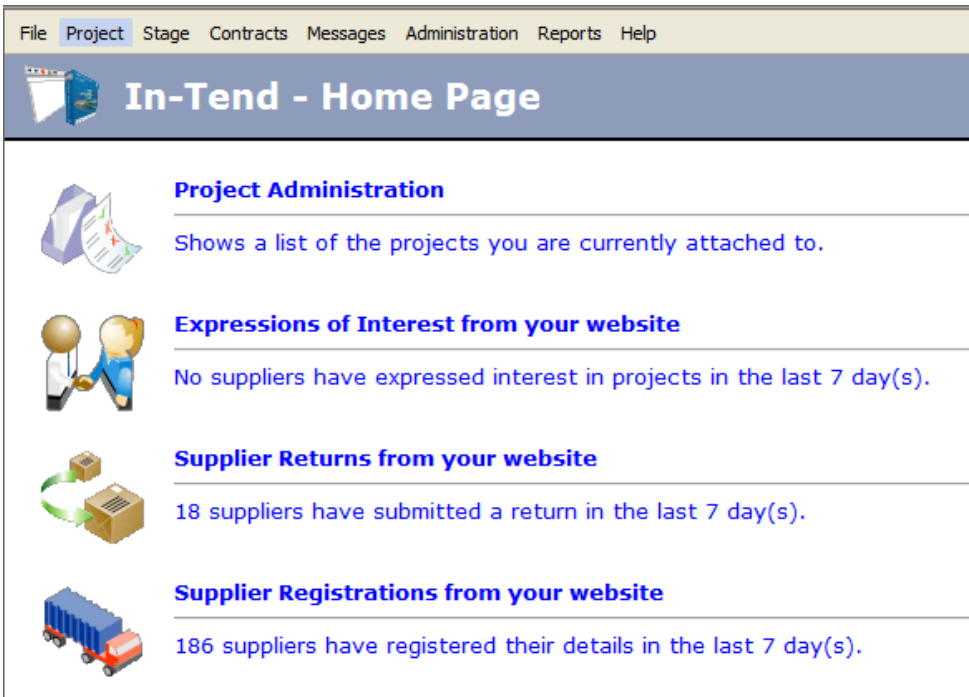 File Project Stage Contracts Messages Administration Reports Help
In-Tend - Home Page
Project Administration
Shows a list of the projects you are currently attached to.
Expressions of Interest from your website
No suppliers have expressed interest in projects in the last 7 day(s).
Supplier Returns from your website
18 suppliers have submitted a return in the last 7 day(s).
Supplier Registrations from your website
186 suppliers have registered their details in the last 7 day(s).